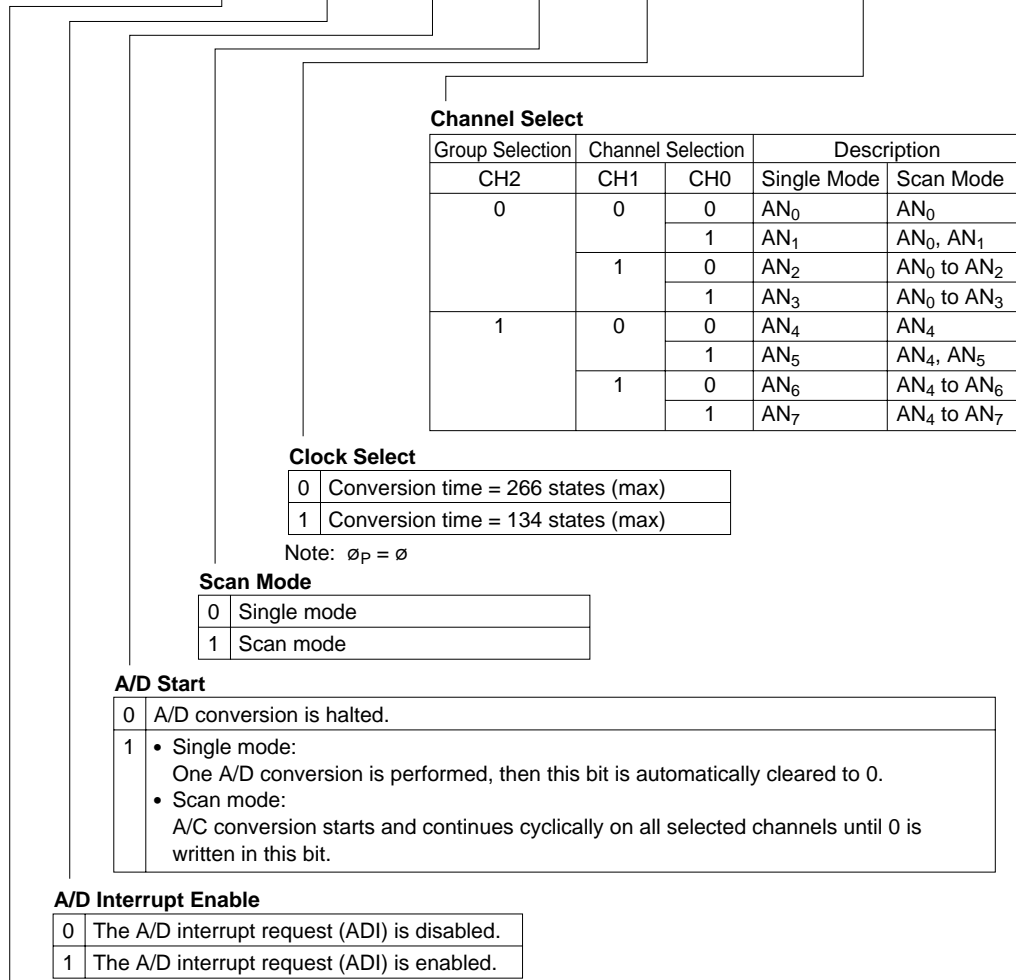 Channel Select
Group Selection Channel Selection Description
CH2 CH1 CH0 Single Mode Scan Mode
0 0 0 AN0 AN0
1 AN1 AN0, AN1
1 0 AN2 AN0 to AN2
1 AN3 AN0 to AN3
1 0 0 AN4 AN4
1 AN5 AN4, AN5
1 0 AN6 AN4 to AN6
1 AN7 AN4 to AN7
Clock Select
0 Conversion time = 266 states (max)
1 Conversion time = 134 states (max)
Note: øP = ø
Scan Mode
0 Single mode
1 Scan mode
A/D Start
0 A/D conversion is halted.
1 • Single mode:
One A/D conversion is performed, then this bit is automatically cleared to 0.
• Scan mode:
A/C conversion starts and continues cyclically on all selected channels until 0 is
written in this bit.
A/D Interrupt Enable
0 The A/D interrupt request (ADI) is disabled.
1 The A/D interrupt request (ADI) is enabled.